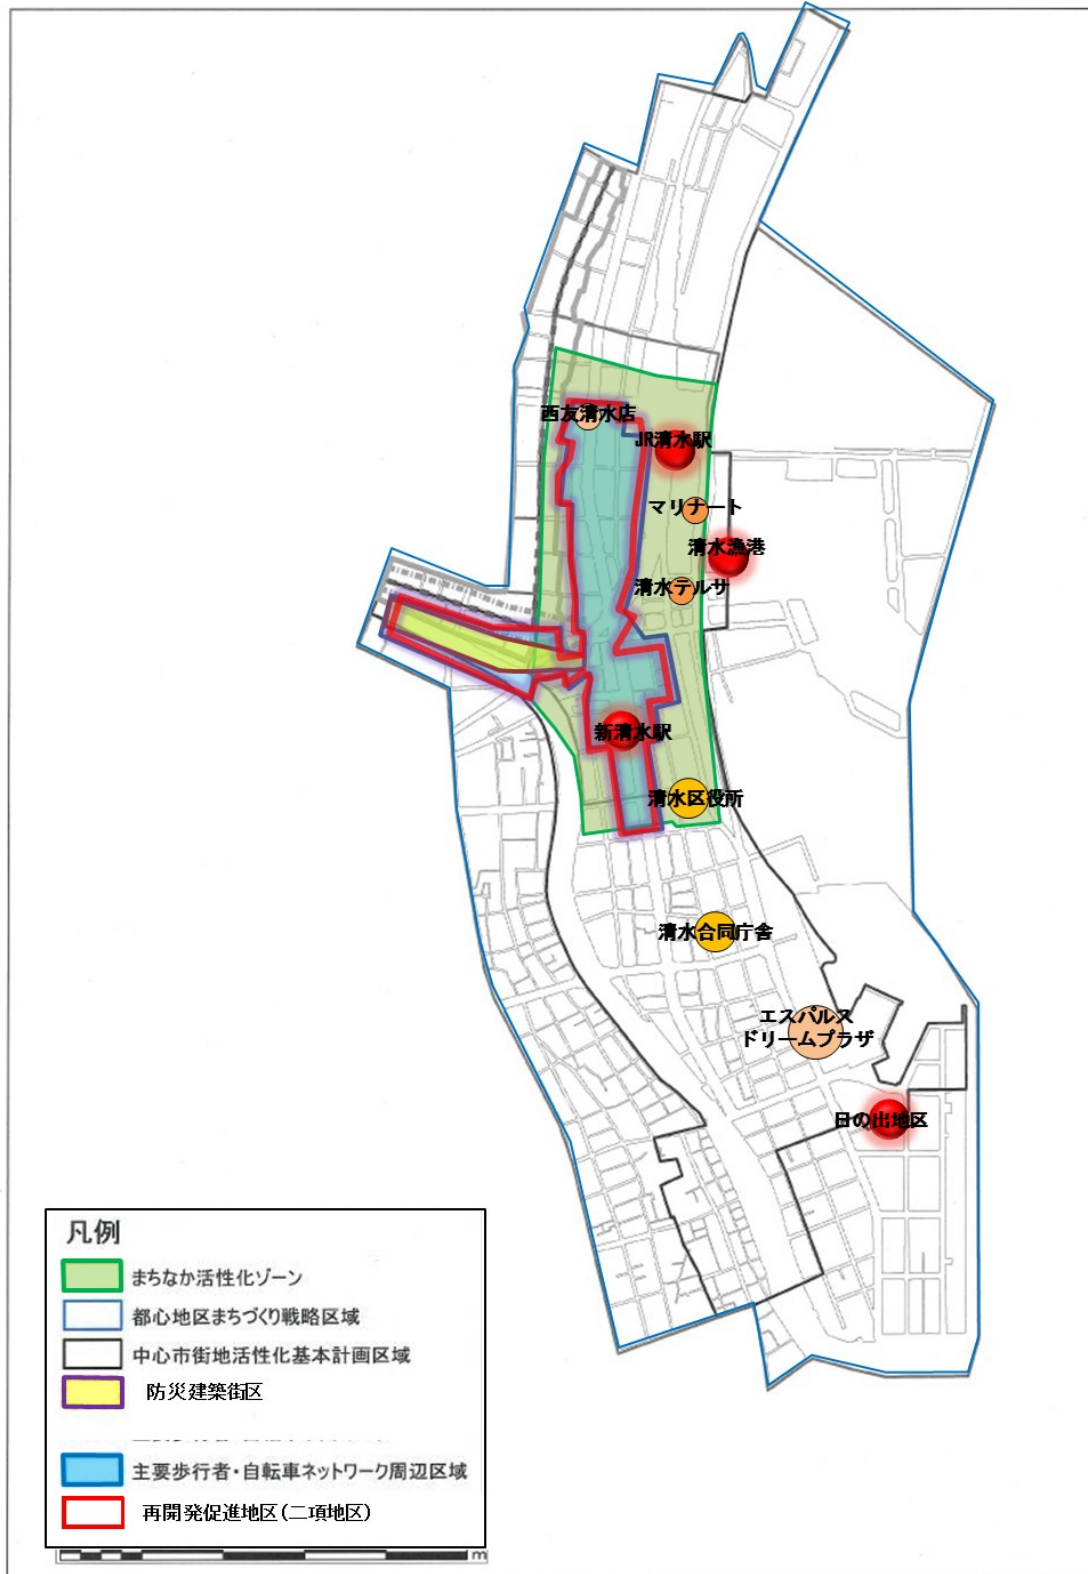 西友清水店
JR清水駅
マリナート
清水漁港
清水テルサ
新清水駅
清水区役所
清水合同庁舎
エスパルス
ドリームプラザ
日の出地区
凡例
まちなか活性化ゾーン
都心地区まちづくり戦略区域
中心市街地活性化基本計画区域
防災建築街区
主要歩行者・自転車ネットワーク周辺区域
再開発促進地区(二項地区)
m